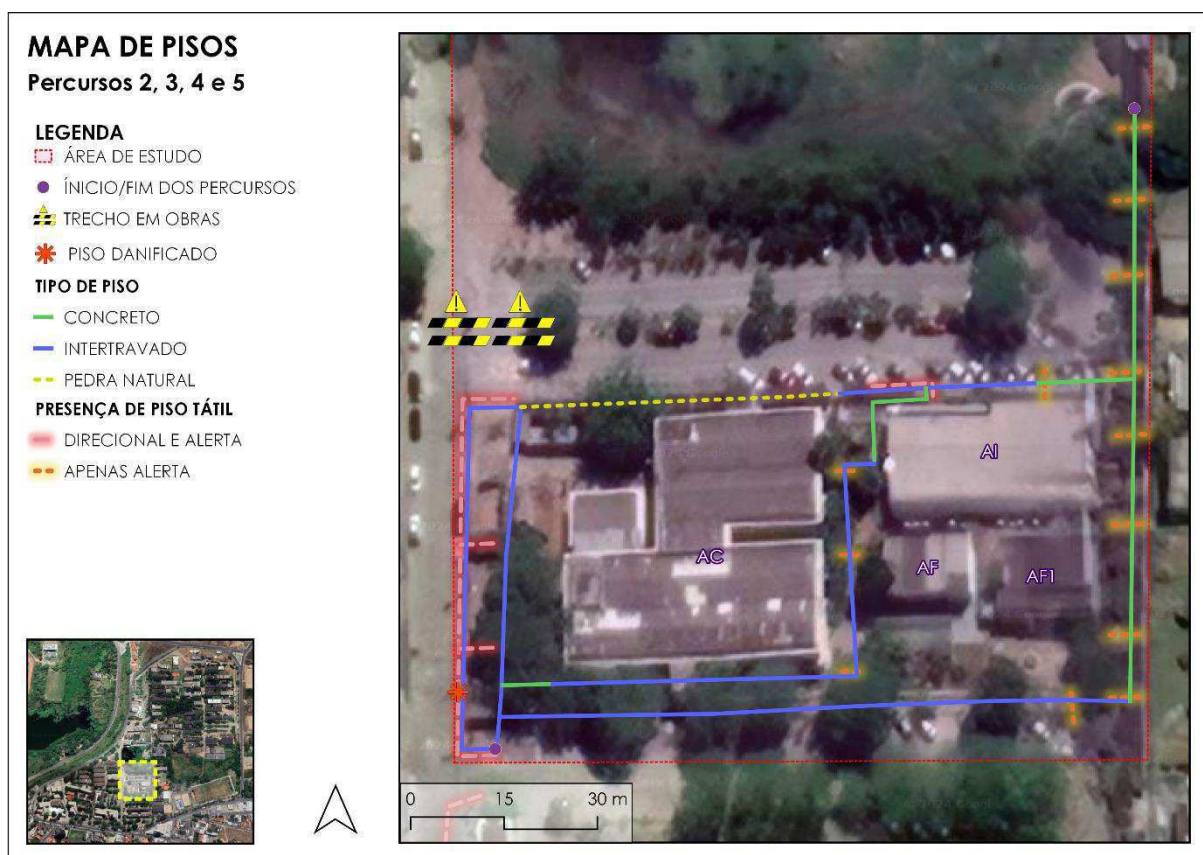 MAPA DE PISOS
Percursos 2, 3, 4 e 5
LEGENDA
ÁREA DE ESTUDO
ÍNICIO/FIM DOS PERCURSOS
TRECHO EM OBRAS
PISO DANIFICADO
TIPO DE PISO
CONCRETO
INTERTRAVADO
PEDRA NATURAL
PRESENÇA DE PISO TÁTIL
DIRECIONAL E ALERTA
APENAS ALERTA
AI
AC
AF
AF1
0 15 30 m